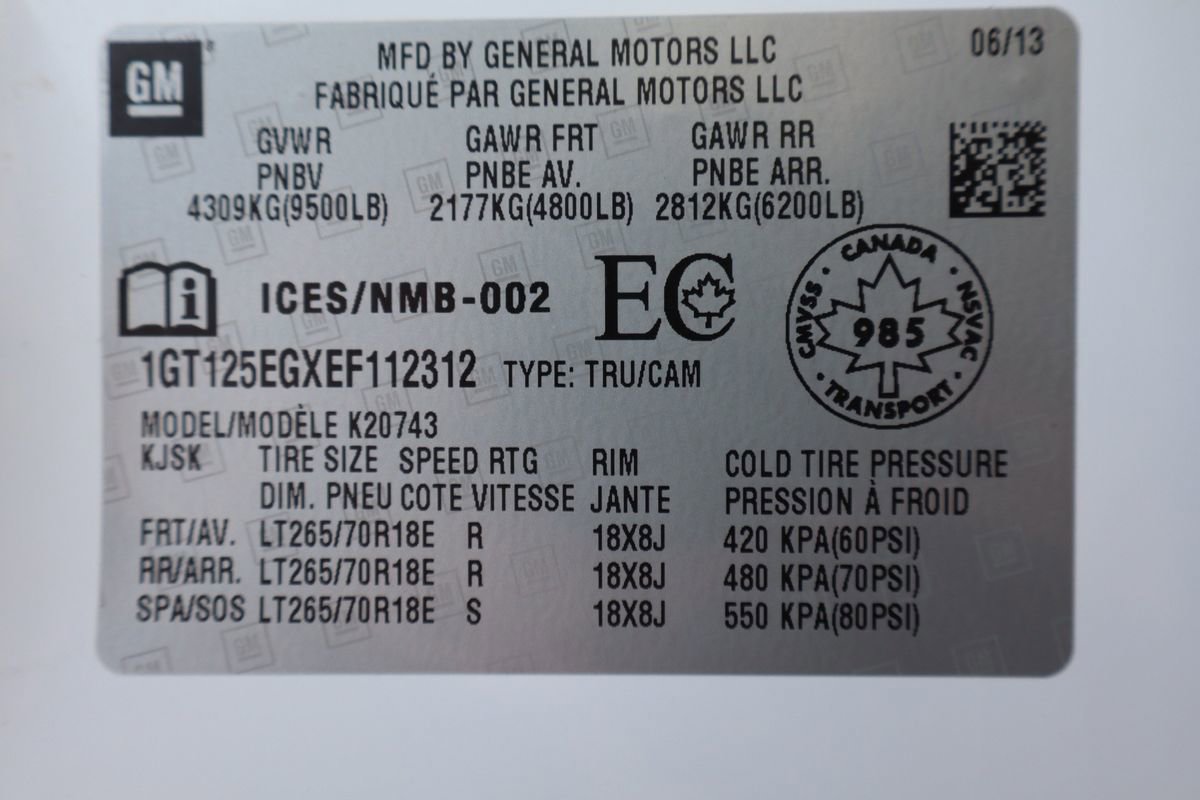 GM
MFD BY GENERAL MOTORS LLC 06/13
FABRIQUÉ PAR GENERAL MOTORS LLC
GVWR GAWR FRT GAWR RR
PNBV PNBE AV. PNBE ARR.
4309KG(9500LB) 2177KG(4800LB) 2812KG(6200LB)
i ICES/NMB-002 EC
CANADA
CMVSS 985 NSVAC
TRANSPORT
1GT125EGXEF112312 TYPE: TRU/CAM
MODEL/MODÈLE K20743
KJSK TIRE SIZE SPEED RTG RIM COLD TIRE PRESSURE
DIM. PNEU COTE VITESSE JANTE PRESSION À FROID
FRT/AV. LT265/70R18E R 18X8J 420 KPA(60PSI)
RR/ARR. LT265/70R18E R 18X8J 480 KPA(70PSI)
SPA/SOS LT265/70R18E S 18X8J 550 KPA(80PSI)